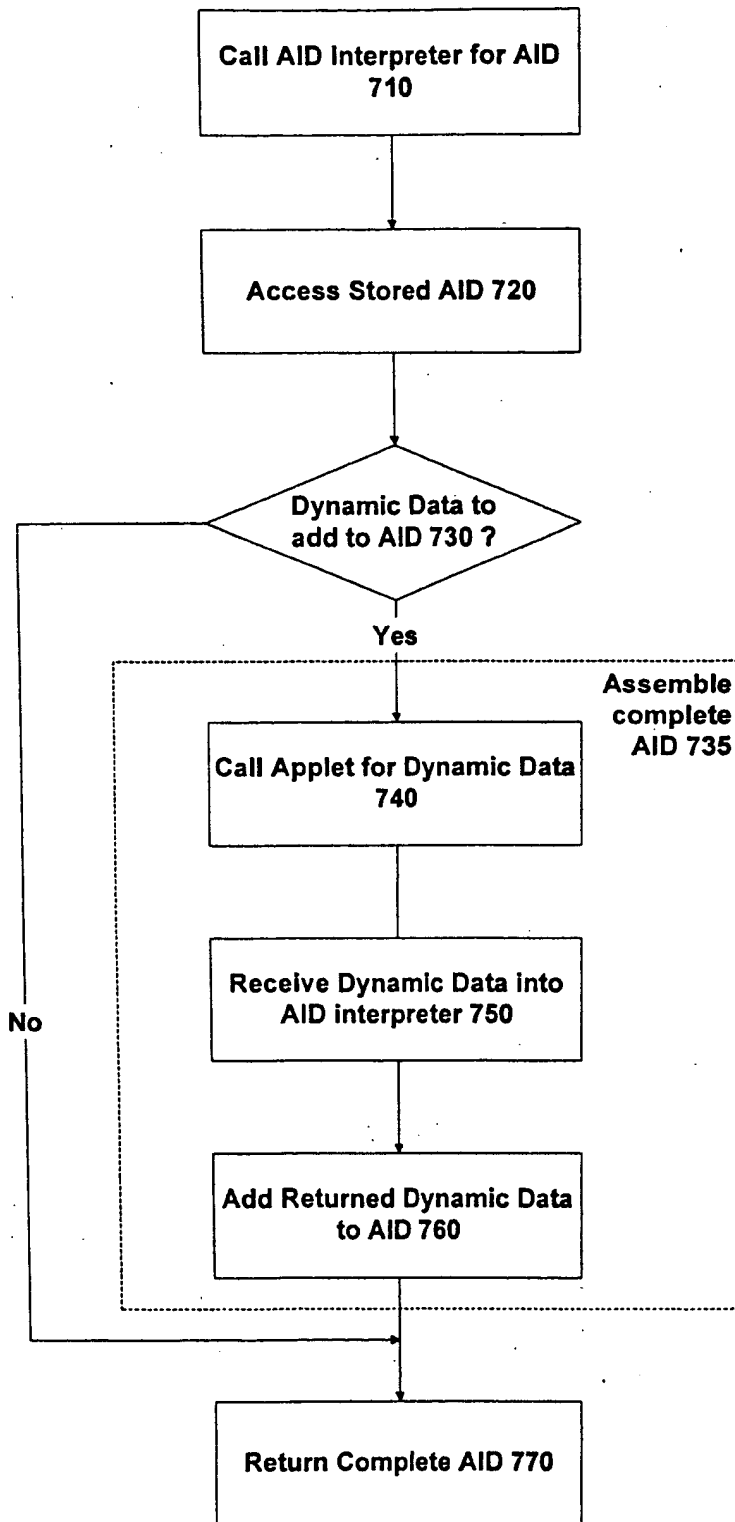 Call AID Interpreter for AID
710
Access Stored AID 720
Dynamic Data to
add to AID 730 ?
Yes
Assemble
complete
AID 735
Call Applet for Dynamic Data
740
Receive Dynamic Data into
AID interpreter 750
No
Add Returned Dynamic Data
to AID 760
Return Complete AID 770